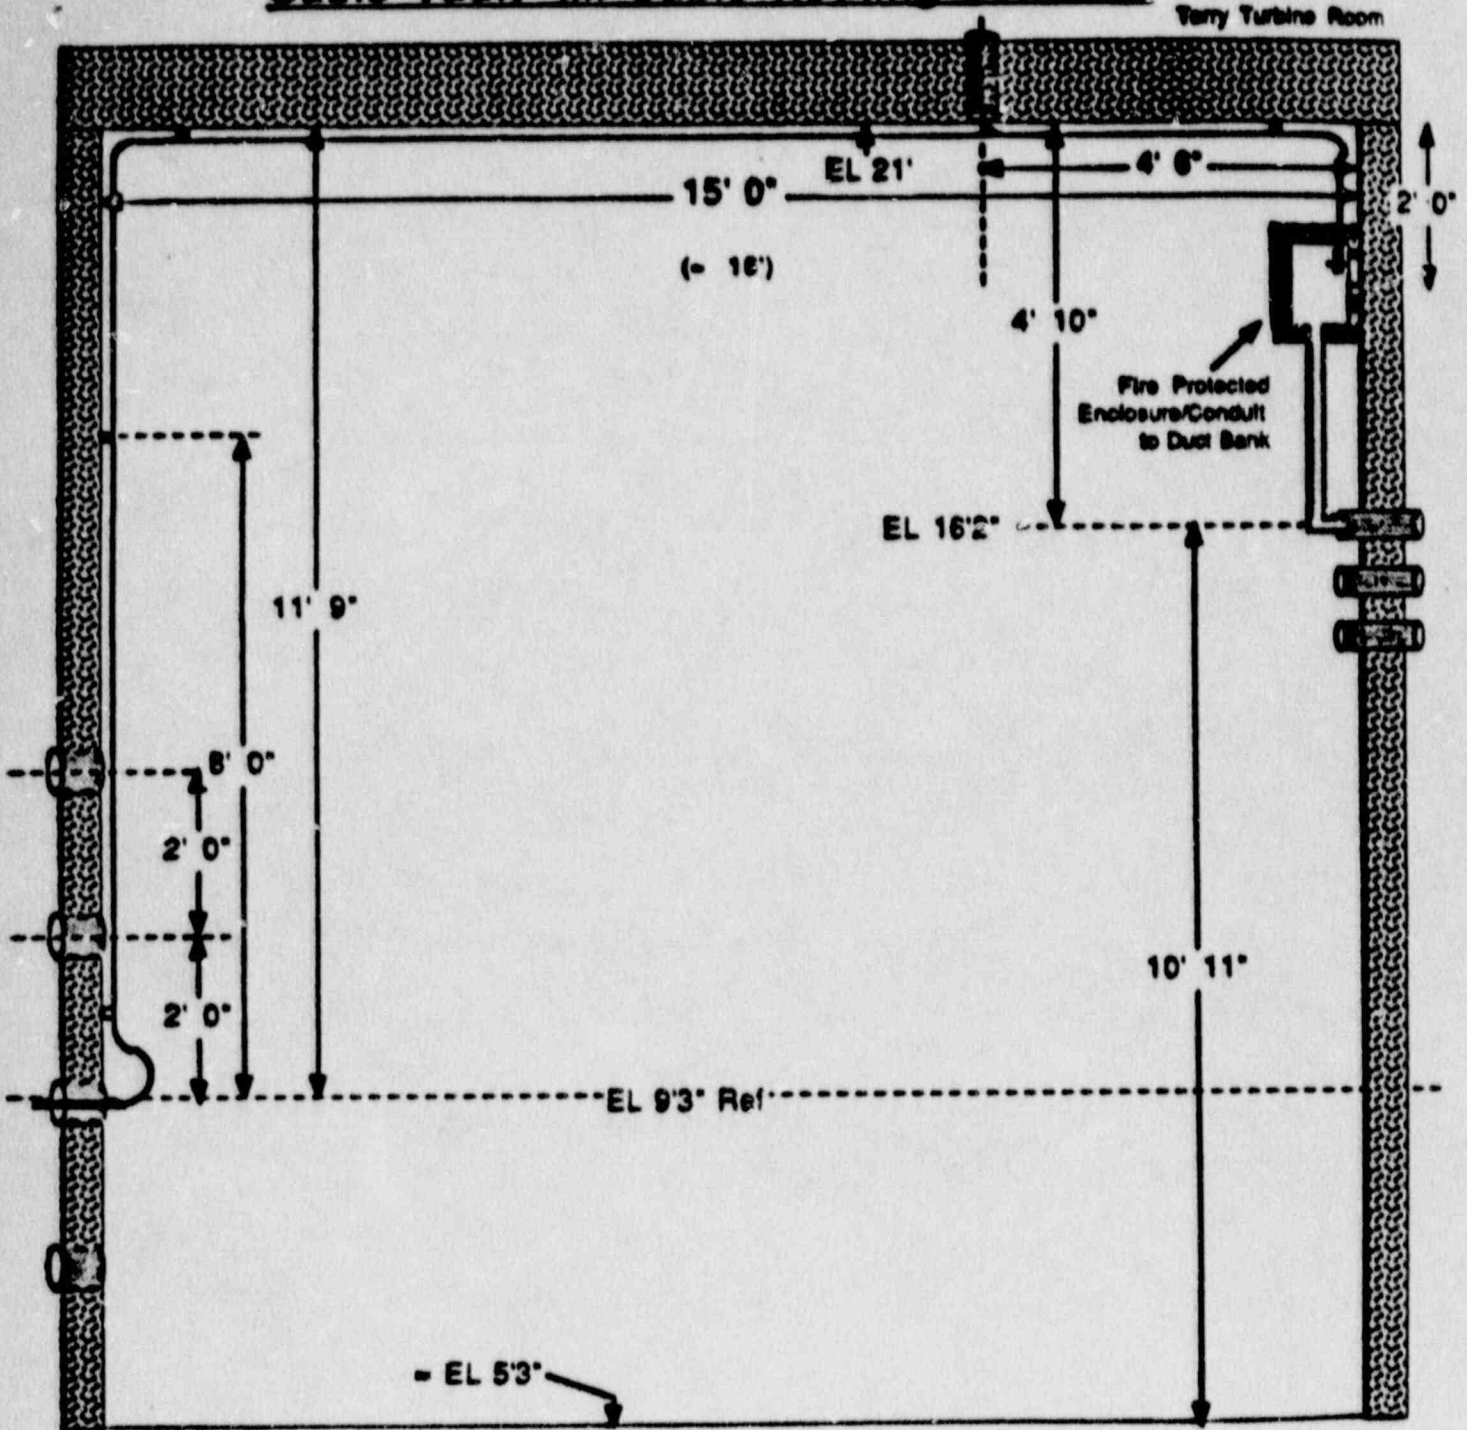 Terry Turbine Room
EL 21'
4' 6"
15' 0"
2' 0"
(≈ 16')
4' 10"
Fire Protected
Enclosure/Conduit
to Duct Bank
EL 16'2"
11' 9"
8' 0"
2' 0"
10' 11"
2' 0"
EL 9'3" Ref
≈ EL 5'3"